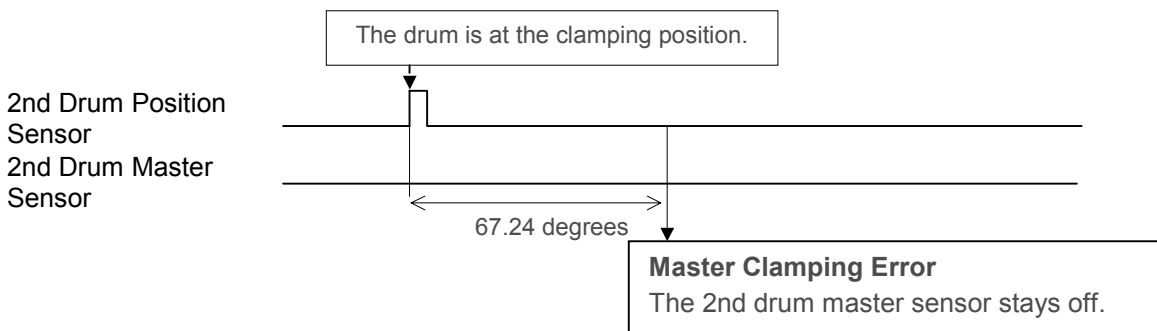 The drum is at the clamping position.
2nd Drum Position
Sensor
2nd Drum Master
Sensor
67.24 degrees
Master Clamping Error
The 2nd drum master sensor stays off.